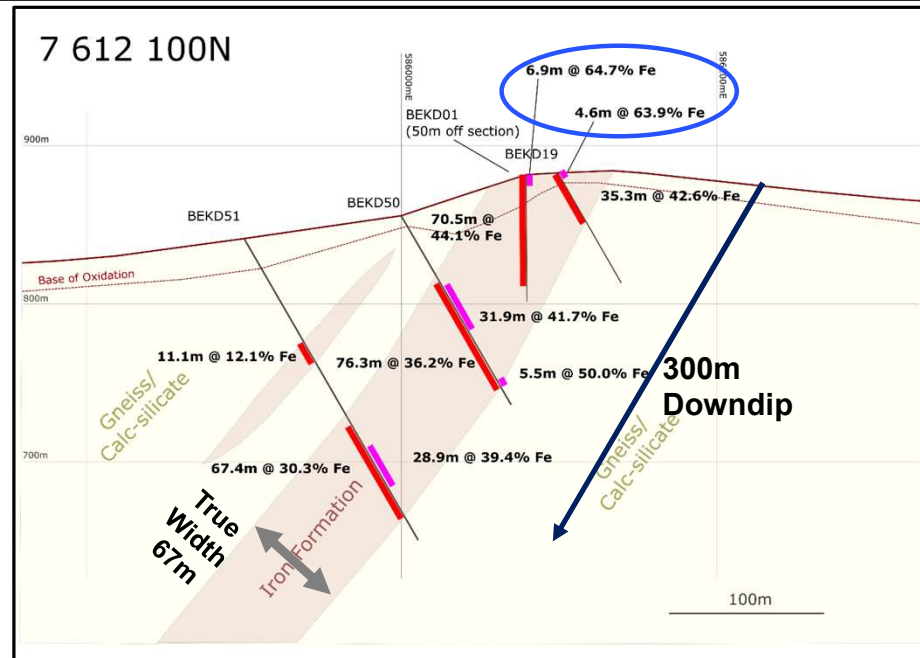 7 612 100N
586000mE
6.9m @ 64.7% Fe
4.6m @ 63.9% Fe
BEKD01
(50m off section)
BEKD19
900m
BEKD50
BEKD51
35.3m @ 42.6% Fe
70.5m @
44.1% Fe
Base of Oxidation
800m
31.9m @ 41.7% Fe
11.1m @ 12.1% Fe
76.3m @ 36.2% Fe
5.5m @ 50.0% Fe
300m
Downdip
Gneiss/
Calc-silicate
Gneiss/
Calc-silicate
700m
67.4m @ 30.3% Fe
28.9m @ 39.4% Fe
True
Width
67m
Iron Formation
100m